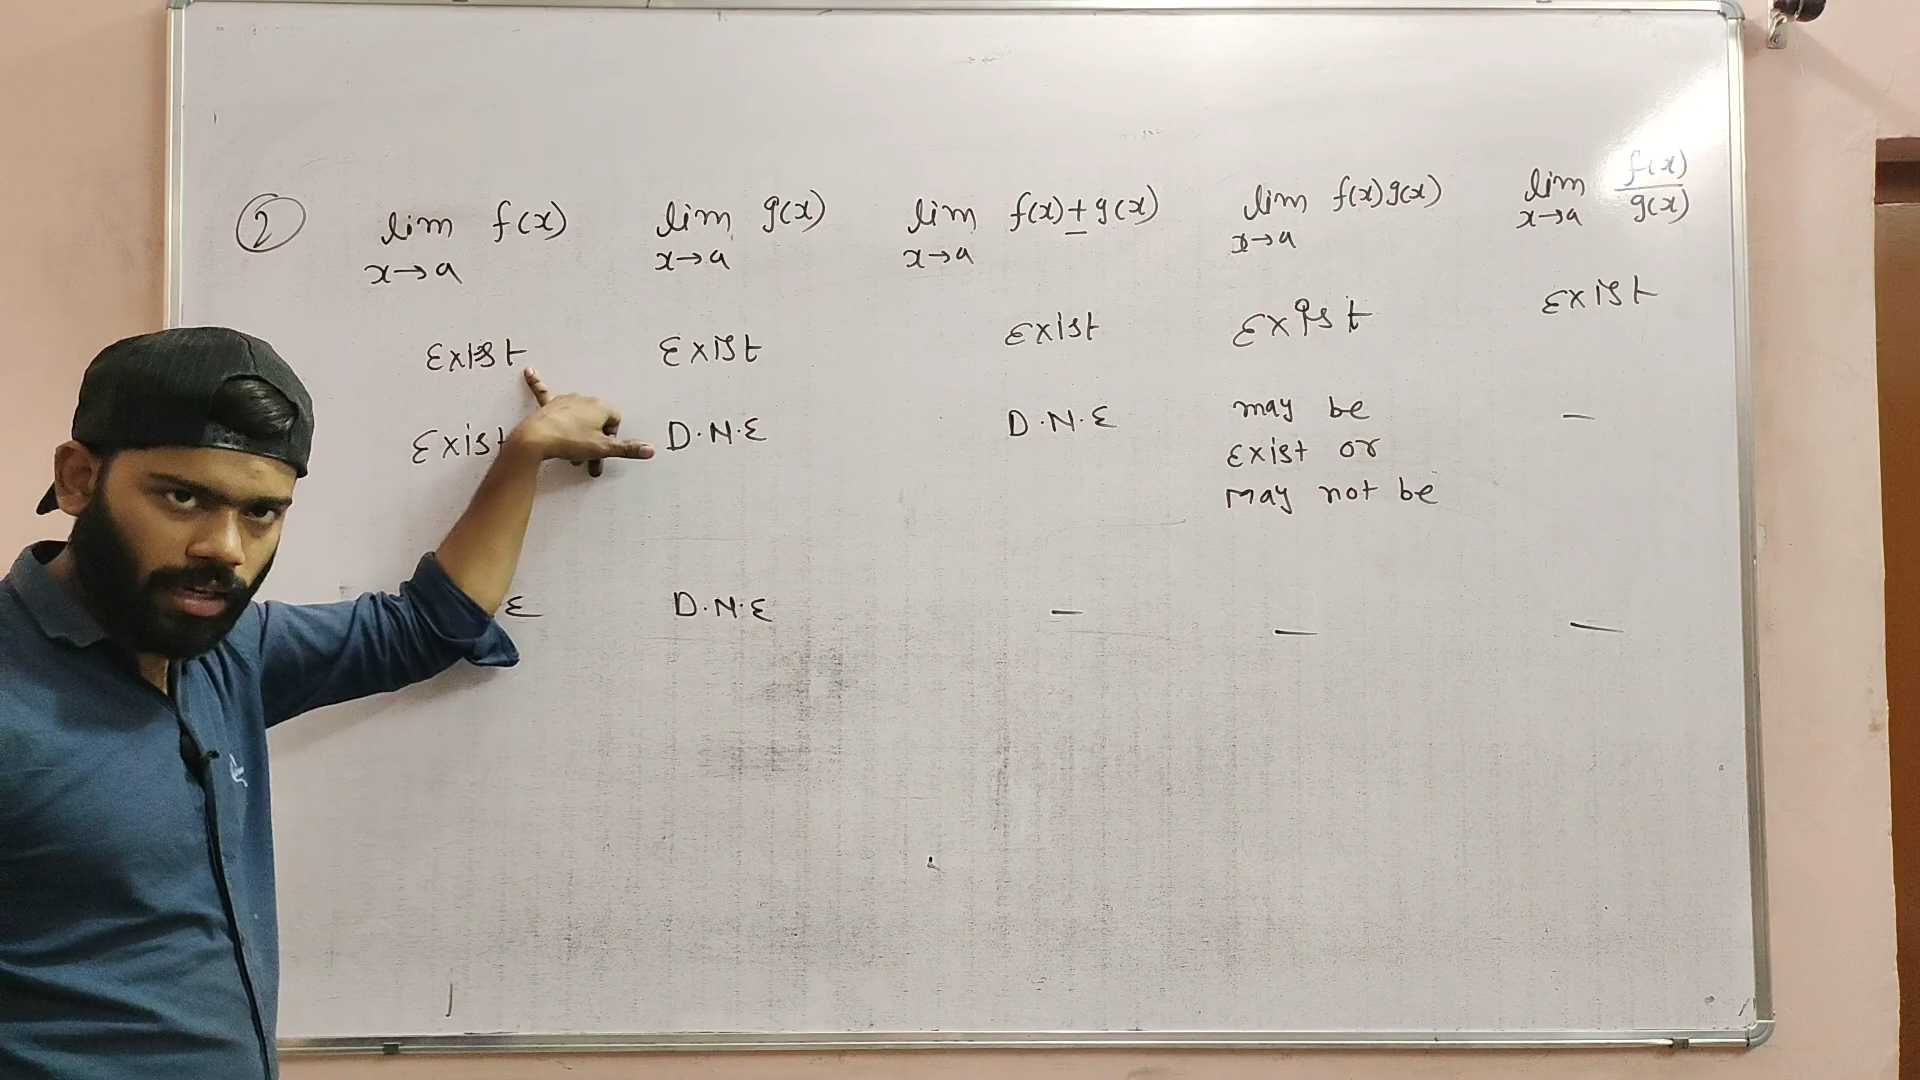 2 lim x→a f(x) lim x→a g(x) lim x→a f(x) ± g(x) lim x→a f(x)g(x) lim x→a f(x)/g(x)
Exist Exist Exist Exist Exist
Exist D.N.E D.N.E may be —
exist or
may not be
E D.N.E — — —